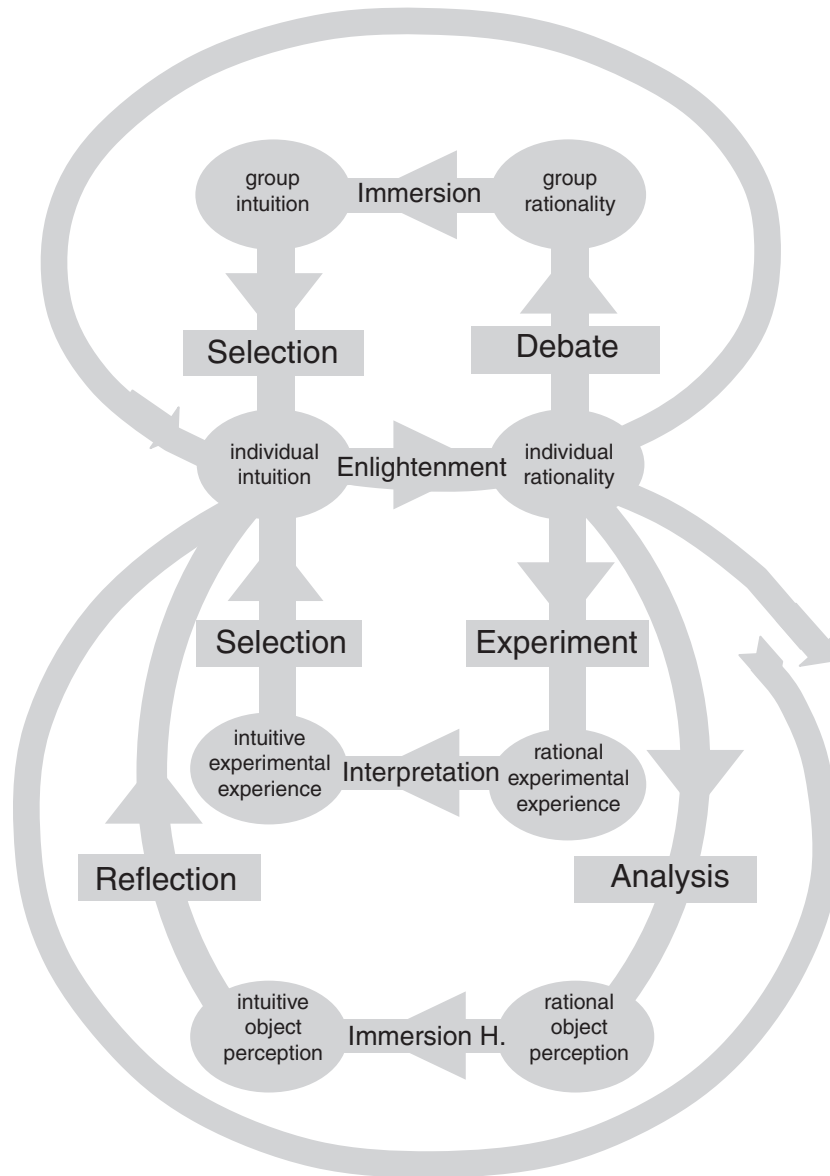 group
intuition
Immersion
group
rationality
Selection
Debate
individual
intuition
Enlightenment
individual
rationality
Selection
Experiment
intuitive
experimental
experience
Interpretation
rational
experimental
experience
Reflection
Analysis
intuitive
object
perception
Immersion H.
rational
object
perception